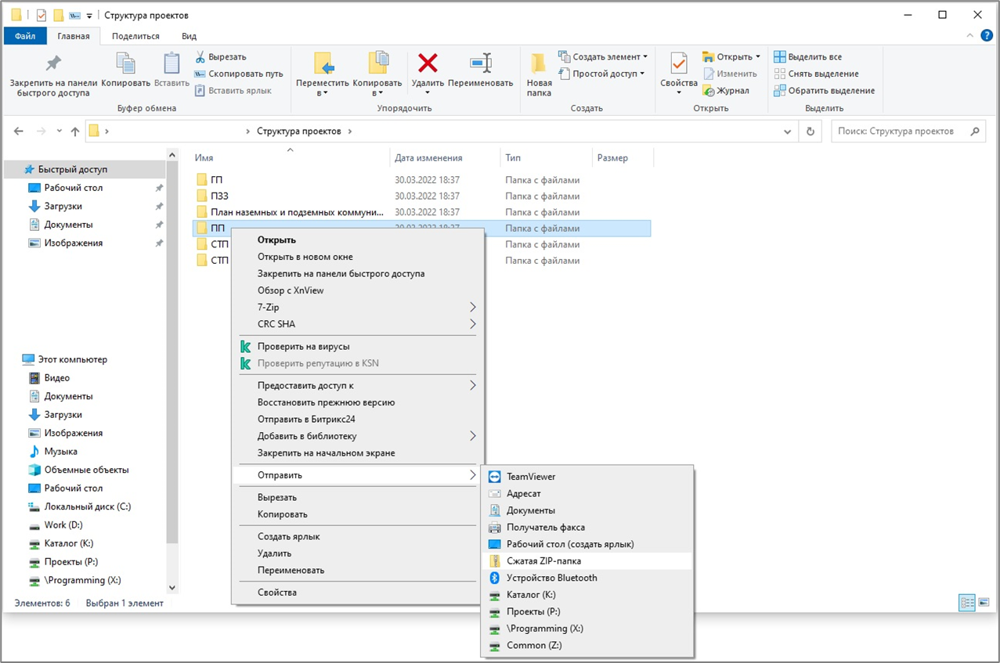 Структура проектов
Файл
Главная
Поделиться
Вид
Закрепить на панели
быстрого доступа
Копировать
Вставить
Вырезать
Скопировать путь
Вставить ярлык
Буфер обмена
Переместить
в
Копировать
в
Удалить
Переименовать
Упорядочить
Новая
папка
Создать элемент
Простой доступ
Создать
Свойства
Открыть
Изменить
Журнал
Открыть
Выделить все
Снять выделение
Обратить выделение
Выделить
Структура проектов
Поиск: Структура проектов
Быстрый доступ
Рабочий стол
Загрузки
Документы
Изображения
Этот компьютер
Видео
Документы
Загрузки
Изображения
Музыка
Объемные объекты
Рабочий стол
Локальный диск (C:)
Work (D:)
Каталог (K:)
Проекты (P:)
\Programming (X:)
Имя Дата изменения Тип Размер
ГП 30.03.2022 18:37 Папка с файлами
ПЗЗ 30.03.2022 18:37 Папка с файлами
План наземных и подземных коммуни... 30.03.2022 18:37 Папка с файлами
ПП 30.03.2022 18:37 Папка с файлами
СТП Папка с файлами
СТП Папка с файлами
Открыть
Открыть в новом окне
Закрепить на панели быстрого доступа
Обзор с XnView
7-Zip
CRC SHA
Проверить на вирусы
Проверить репутацию в KSN
Предоставить доступ к
Восстановить прежнюю версию
Отправить в Битрикс24
Добавить в библиотеку
Закрепить на начальном экране
Отправить
Вырезать
Копировать
Создать ярлык
Удалить
Переименовать
Свойства
TeamViewer
Адресат
Документы
Получатель факса
Рабочий стол (создать ярлык)
Сжатая ZIP-папка
Устройство Bluetooth
Каталог (K:)
Проекты (P:)
\Programming (X:)
Common (Z:)
Элементов: 6 Выбран 1 элемент